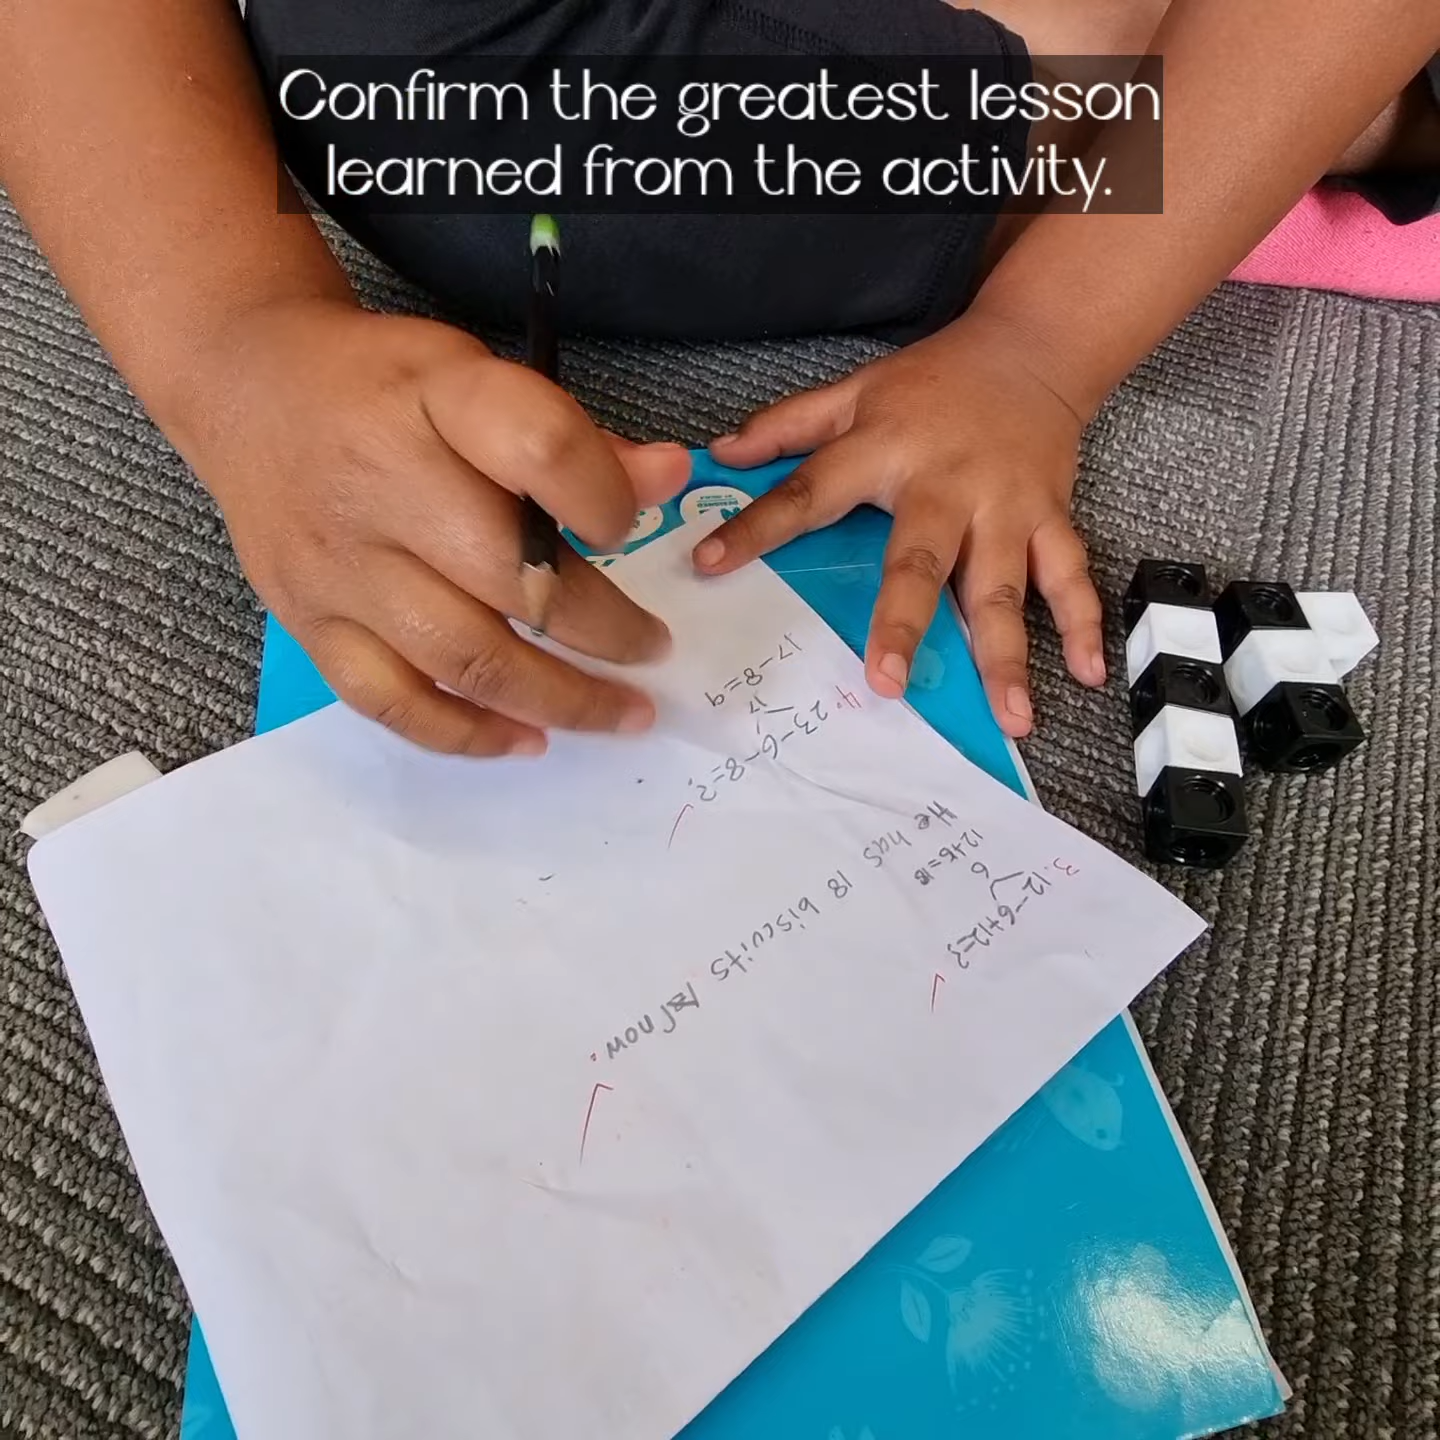 Confirm the greatest lesson
learned from the activity.
3. 12-6+12=?
6
12+6=18
He has 18 biscuits now.
4. 23-6-8=?
17
17-8=9